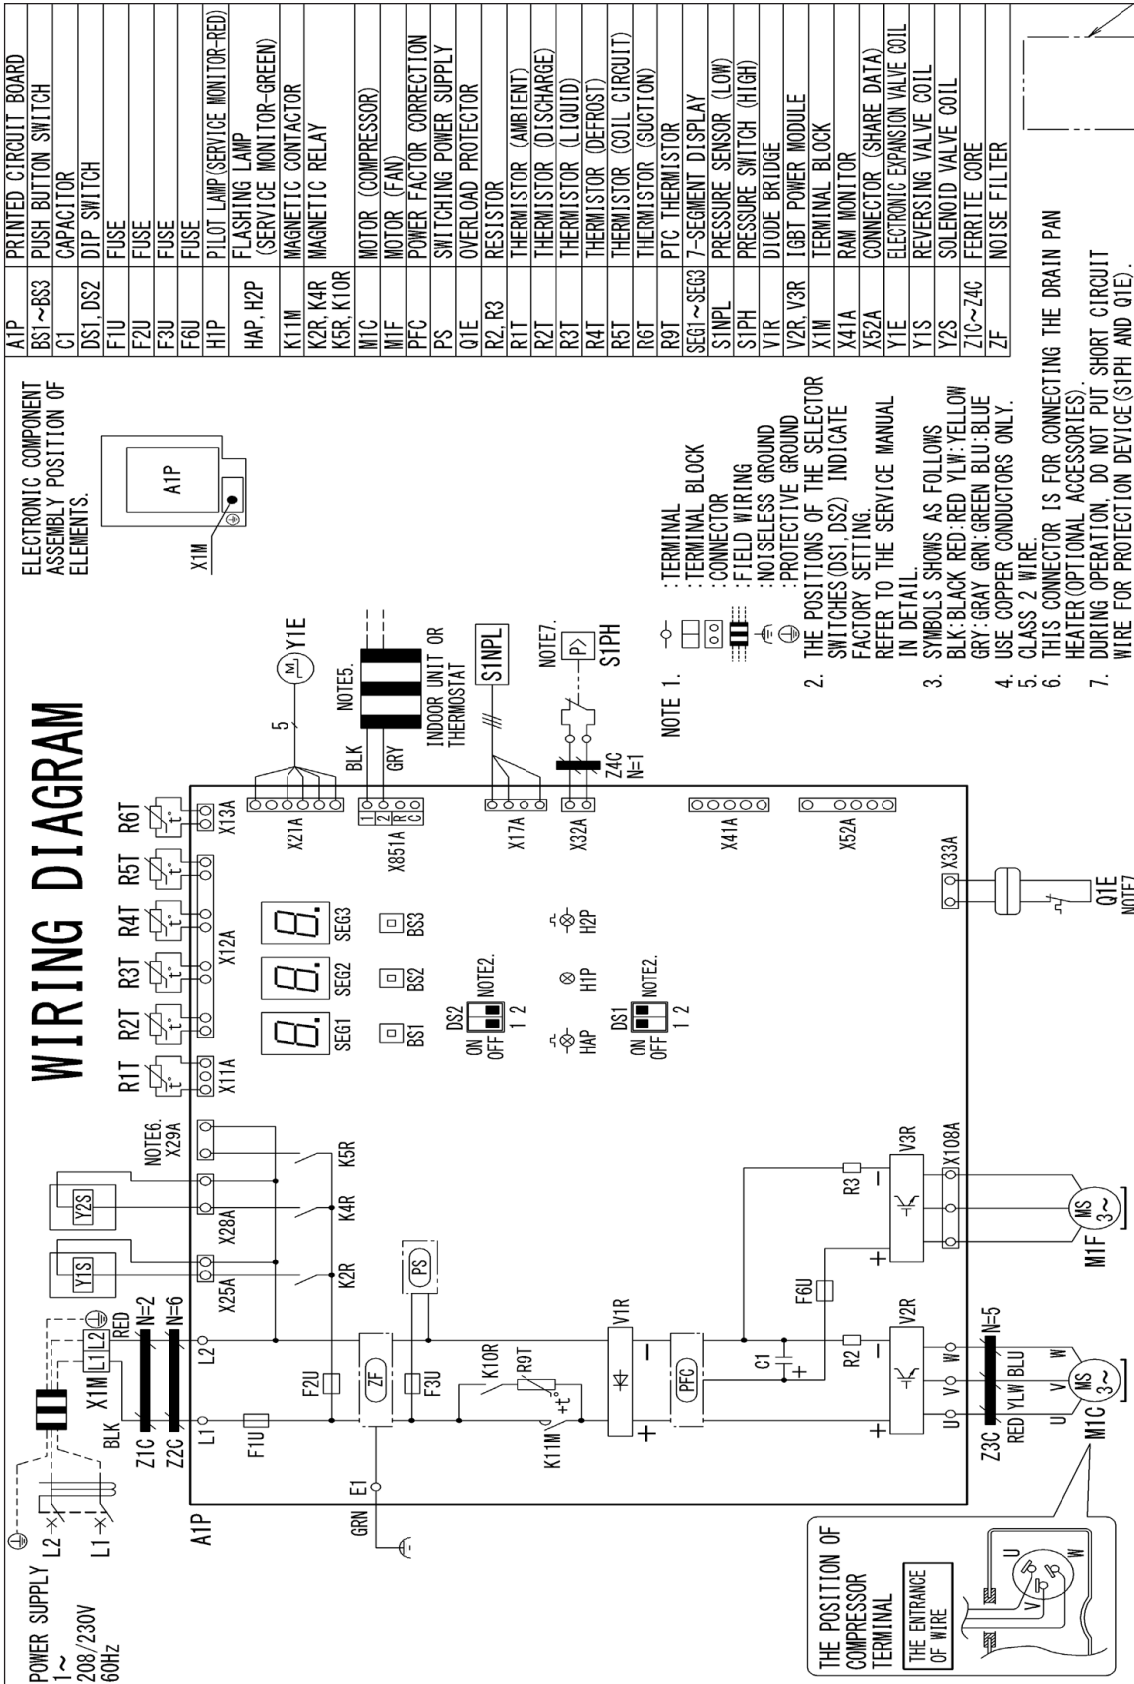 WIRING DIAGRAM
POWER SUPPLY
1~
208/230V
60Hz
L2
L1
X1M
L1 L2
BLK
RED
Z1C
N=2
Z2C
N=6
L1
L2
A1P
F1U
GRN
E1
Y1S
Y2S
X25A
X28A
NOTE6.
X29A
K2R
K4R
K5R
F2U
ZF
F3U
PS
K10R
R9T
+t°
K11M
V1R
+
−
PFC
C1
+
F6U
R2
R3
V2R
+
−
V3R
+
−
U
V
W
X108A
Z3C
N=5
RED YLW BLU
U
V
W
MS
3~
M1C
MS
3~
M1F
R1T
R2T
R3T
R4T
R5T
R6T
t°
t°
t°
t°
t°
t°
X11A
X12A
X13A
SEG1
SEG2
SEG3
BS1
BS2
BS3
DS2
ON
OFF
1 2
NOTE2.
HAP
H1P
H2P
DS1
ON
OFF
1 2
NOTE2.
X33A
Q1E
NOTE7
X21A
5
M
Y1E
X851A
1
2
R
C
BLK
GRY
NOTE5.
INDOOR UNIT OR
THERMOSTAT
X17A
S1NPL
X32A
Z4C
N=1
NOTE7.
P>
S1PH
X41A
X52A
THE POSITION OF
COMPRESSOR
TERMINAL
THE ENTRANCE
OF WIRE
U
V
W
ELECTRONIC COMPONENT
ASSEMBLY POSITION OF
ELEMENTS.
A1P
X1M
NOTE 1.
:TERMINAL
:TERMINAL BLOCK
:CONNECTOR
:FIELD WIRING
:NOISELESS GROUND
:PROTECTIVE GROUND
2. THE POSITIONS OF THE SELECTOR
SWITCHES(DS1,DS2) INDICATE
FACTORY SETTING.
REFER TO THE SERVICE MANUAL
IN DETAIL.
3. SYMBOLS SHOWS AS FOLLOWS
BLK:BLACK RED:RED YLW:YELLOW
GRY:GRAY GRN:GREEN BLU:BLUE
4. USE COPPER CONDUCTORS ONLY.
5. CLASS 2 WIRE.
6. THIS CONNECTOR IS FOR CONNECTING THE DRAIN PAN
HEATER(OPTIONAL ACCESSORIES).
7. DURING OPERATION, DO NOT PUT SHORT CIRCUIT
WIRE FOR PROTECTION DEVICE(S1PH AND Q1E).
A1P PRINTED CIRCUIT BOARD
BS1~BS3 PUSH BUTTON SWITCH
C1 CAPACITOR
DS1, DS2 DIP SWITCH
F1U FUSE
F2U FUSE
F3U FUSE
F6U FUSE
H1P PILOT LAMP(SERVICE MONITOR-RED)
HAP, H2P FLASHING LAMP
(SERVICE MONITOR-GREEN)
K11M MAGNETIC CONTACTOR
K2R, K4R MAGNETIC RELAY
K5R, K10R
M1C MOTOR (COMPRESSOR)
M1F MOTOR (FAN)
PFC POWER FACTOR CORRECTION
PS SWITCHING POWER SUPPLY
Q1E OVERLOAD PROTECTOR
R2, R3 RESISTOR
R1T THERMISTOR (AMBIENT)
R2T THERMISTOR (DISCHARGE)
R3T THERMISTOR (LIQUID)
R4T THERMISTOR (DEFROST)
R5T THERMISTOR (COIL CIRCUIT)
R6T THERMISTOR (SUCTION)
R9T PTC THERMISTOR
SEG1~SEG3 7-SEGMENT DISPLAY
S1NPL PRESSURE SENSOR (LOW)
S1PH PRESSURE SWITCH (HIGH)
V1R DIODE BRIDGE
V2R, V3R IGBT POWER MODULE
X1M TERMINAL BLOCK
X41A RAM MONITOR
X52A CONNECTOR (SHARE DATA)
Y1E ELECTRONIC EXPANSION VALVE COIL
Y1S REVERSING VALVE COIL
Y2S SOLENOID VALVE COIL
Z1C~Z4C FERRITE CORE
ZF NOISE FILTER